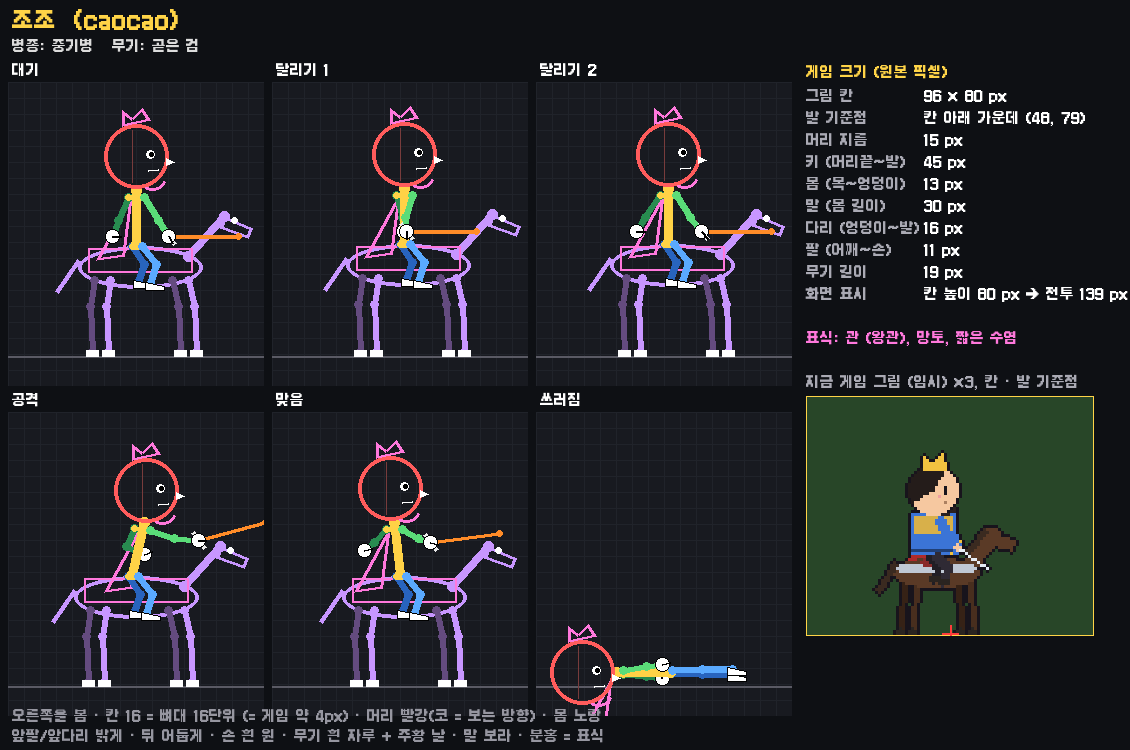 조조 (caocao)
병종: 중기병 무기: 곧은 검
대기
달리기 1
달리기 2
게임 크기 (원본 픽셀)
그림 칸 96 × 80 px
발 기준점 칸 아래 가운데 (48, 79)
머리 지름 15 px
키 (머리끝~발) 45 px
몸 (목~엉덩이) 13 px
말 (몸 길이) 30 px
다리 (엉덩이~발) 16 px
팔 (어깨~손) 11 px
무기 길이 19 px
화면 표시 칸 높이 80 px → 전투 139 px
표식: 관 (왕관), 망토, 짧은 수염
지금 게임 그림 (임시) ×3, 칸 · 발 기준점
공격
맞음
쓰러짐
오른쪽을 봄 · 칸 16 = 뼈대 16단위 (= 게임 약 4px) · 머리 빨강(코 = 보는 방향) · 몸 노랑
앞팔/앞다리 밝게 · 뒤 어둡게 · 손 흰 원 · 무기 흰 자루 + 주황 날 · 말 보라 · 분홍 = 표식